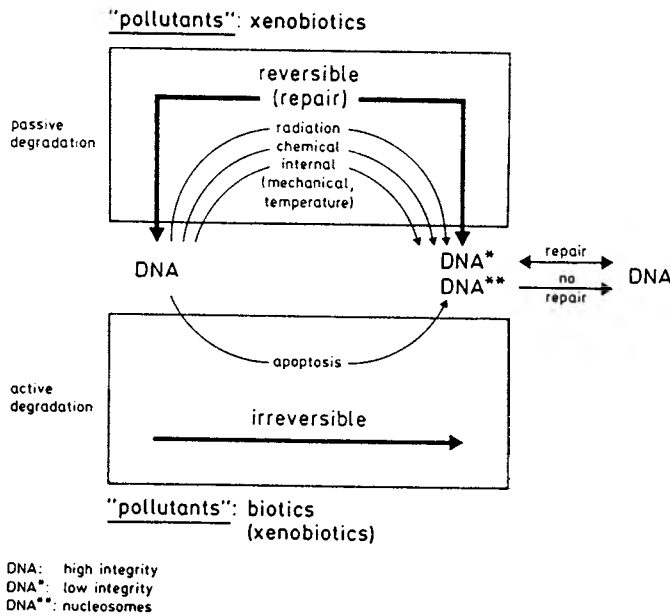 "pollutants": xenobiotics
reversible
(repair)
passive
degradation
radiation
chemical
internal
(mechanical,
temperature)
DNA
DNA*
DNA**
repair
no
repair
DNA
apoptosis
active
degradation
irreversible
"pollutants": biotics
(xenobiotics)
DNA: high integrity
DNA*: low integrity
DNA**: nucleosomes